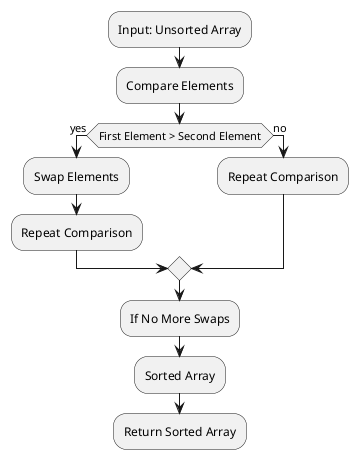 Input: Unsorted Array
Compare Elements
yes
First Element > Second Element
no
Swap Elements
Repeat Comparison
Repeat Comparison
If No More Swaps
Sorted Array
Return Sorted Array